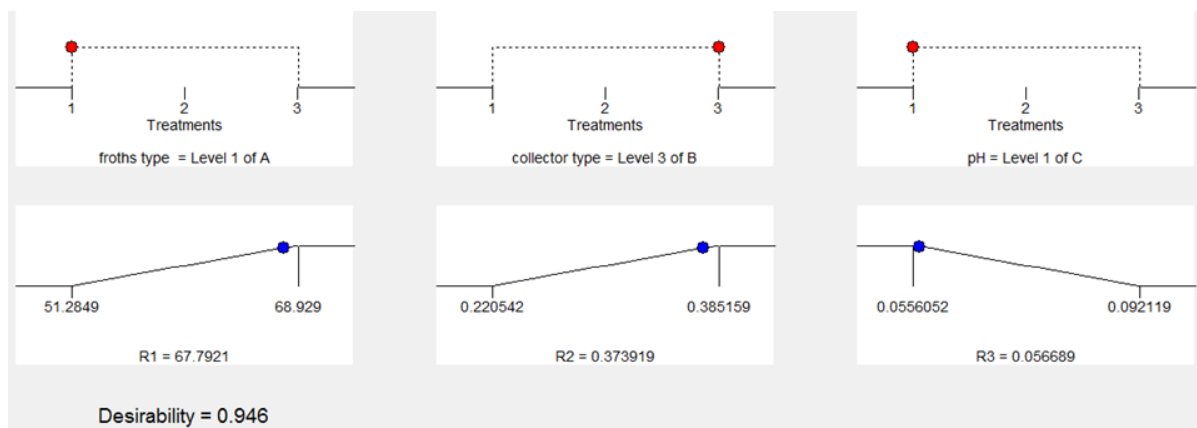 1 2 3
Treatments
froths type = Level 1 of A
1 2 3
Treatments
collector type = Level 3 of B
1 2 3
Treatments
pH = Level 1 of C
51.2849 68.929
R1 = 67.7921
0.220542 0.385159
R2 = 0.373919
0.0556052 0.092119
R3 = 0.056689
Desirability = 0.946